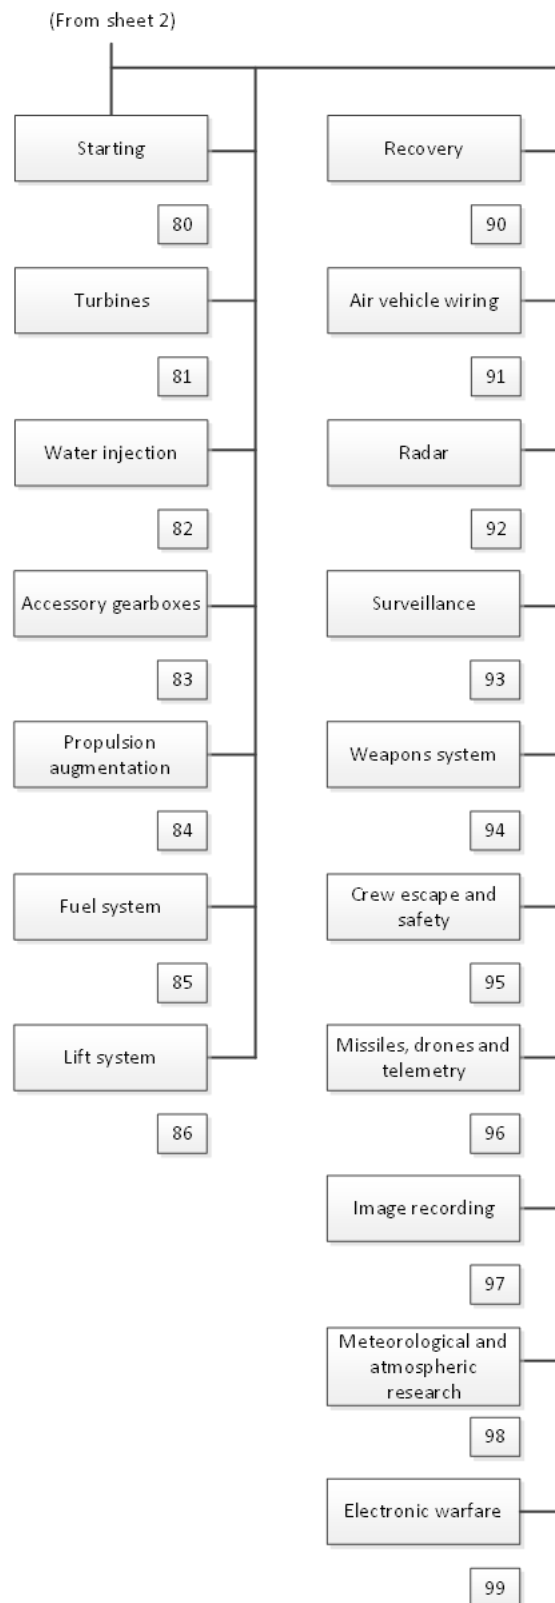 (From sheet 2)
Starting
80
Turbines
81
Water injection
82
Accessory gearboxes
83
Propulsion
augmentation
84
Fuel system
85
Lift system
86
Recovery
90
Air vehicle wiring
91
Radar
92
Surveillance
93
Weapons system
94
Crew escape and
safety
95
Missiles, drones and
telemetry
96
Image recording
97
Meteorological and
atmospheric
research
98
Electronic warfare
99